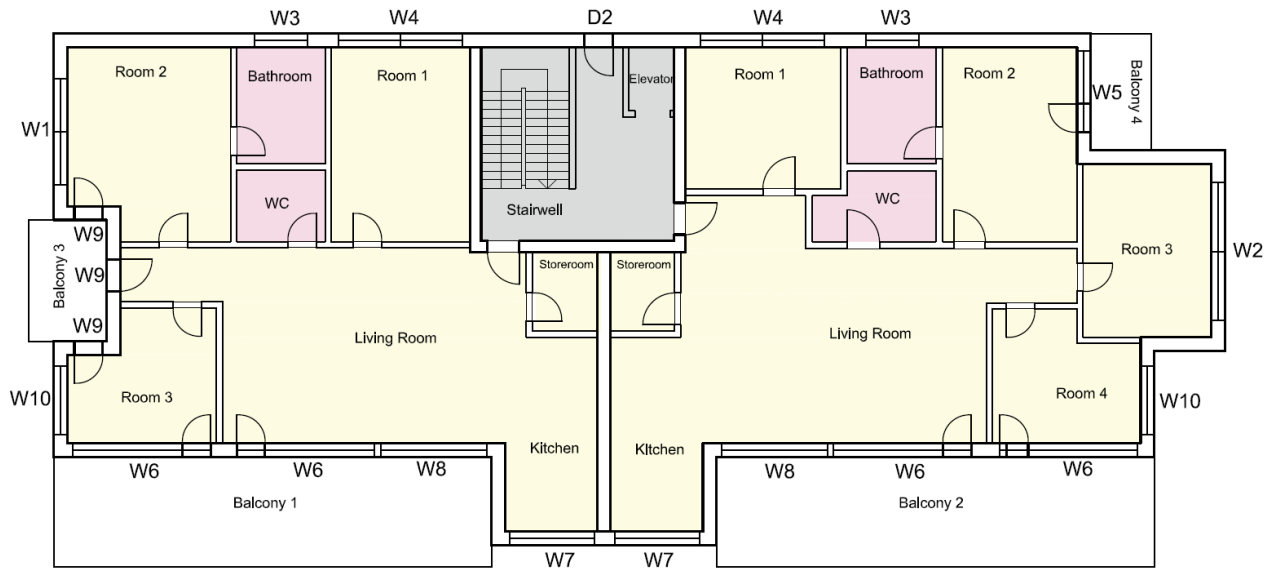 W3
W4
D2
W4
W3
Room 2
Bathroom
Room 1
Elevator
Room 1
Bathroom
Room 2
Balcony 4
W5
W1
WC
Stairwell
WC
W9
W9
W9
Balcony 3
Storeroom
Storeroom
Room 3
W2
Living Room
Living Room
Room 3
W10
Room 4
W10
Kitchen
KItchen
W6
W6
W8
W8
W6
W6
Balcony 1
Balcony 2
W7
W7